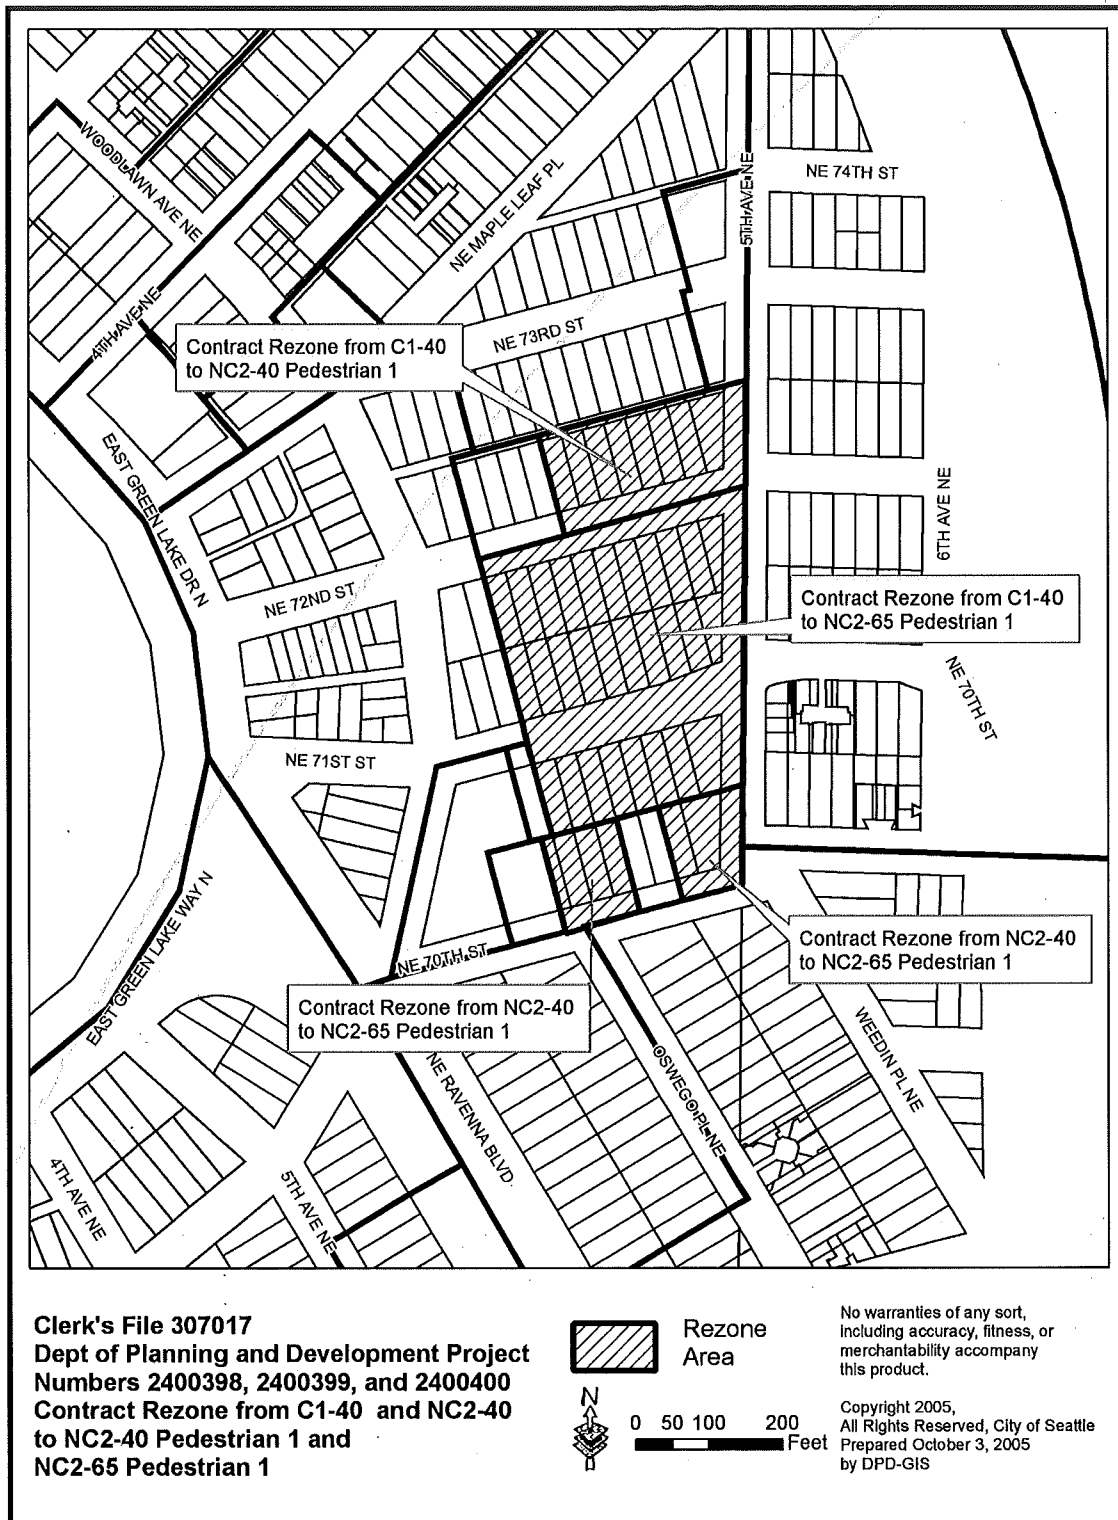 WOODLAWN AVE NE
NE MAPLE LEAF PL
5TH AVE NE
NE 74TH ST
4TH AVE NE
NE 73RD ST
Contract Rezone from C1-40
to NC2-40 Pedestrian 1
EAST GREEN LAKE DR N
6TH AVE NE
NE 72ND ST
Contract Rezone from C1-40
to NC2-65 Pedestrian 1
NE 70TH ST
NE 71ST ST
EAST GREEN LAKE WAY N
NE 70TH ST
Contract Rezone from NC2-40
to NC2-65 Pedestrian 1
Contract Rezone from NC2-40
to NC2-65 Pedestrian 1
WEEDIN PL NE
OSWEGO PL NE
NE RAVENNA BLVD.
4TH AVE NE
5TH AVE NE
Clerk's File 307017
Dept of Planning and Development Project
Numbers 2400398, 2400399, and 2400400
Contract Rezone from C1-40 and NC2-40
to NC2-40 Pedestrian 1 and
NC2-65 Pedestrian 1
Rezone
Area
N
0 50 100 200
Feet
No warranties of any sort,
including accuracy, fitness, or
merchantability accompany
this product.
Copyright 2005,
All Rights Reserved, City of Seattle
Prepared October 3, 2005
by DPD-GIS